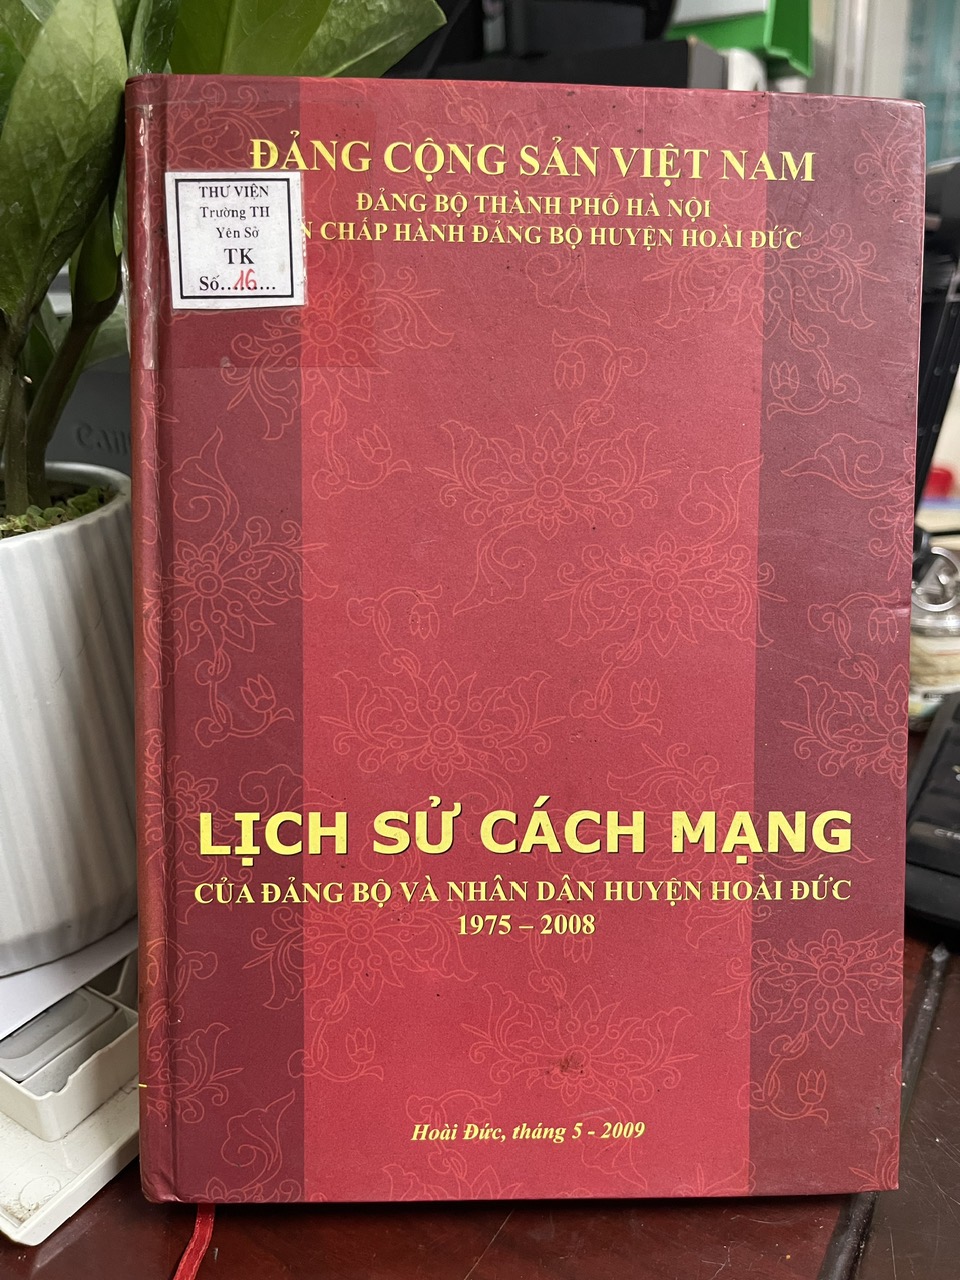 ĐẢNG CỘNG SẢN VIỆT NAM
ĐẢNG BỘ THÀNH PHỐ HÀ NỘI
CHẤP HÀNH ĐẢNG BỘ HUYỆN HOÀI ĐỨC
THƯ VIỆN
Trường TH
Yên Sở
TK
Số...16...
LỊCH SỬ CÁCH MẠNG
CỦA ĐẢNG BỘ VÀ NHÂN DÂN HUYỆN HOÀI ĐỨC
1975 – 2008
Hoài Đức, tháng 5 - 2009